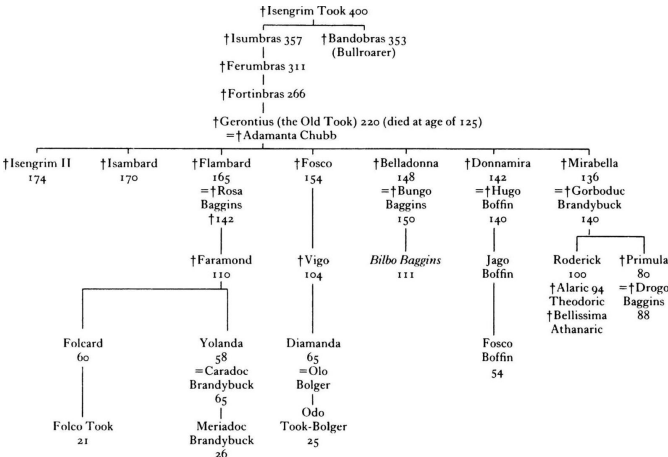 †Isengrim Took 400
†Isumbras 357 †Bandobras 353
(Bullroarer)
†Ferumbras 311
†Fortinbras 266
†Gerontius (the Old Took) 220 (died at age of 125)
=†Adamanta Chubb
†Isengrim II †Isambard †Flambard †Fosco †Belladonna †Donnamira †Mirabella
174 170 165 154 148 142 136
=†Rosa =†Bungo =†Hugo =†Gorboduc
Baggins Baggins Boffin Brandybuck
†142 150 140 140
†Faramond †Vigo Bilbo Baggins Jago Roderick †Primula
110 104 111 Boffin 100 80
†Alaric 94 =†Drogo
Theodoric Baggins
†Bellissima 88
Athanaric
Folcard Yolanda Diamanda Fosco
60 58 65 Boffin
=Caradoc =Olo 54
Brandybuck Bolger
65
Folco Took Meriadoc Odo
21 Brandybuck Took-Bolger
26 25